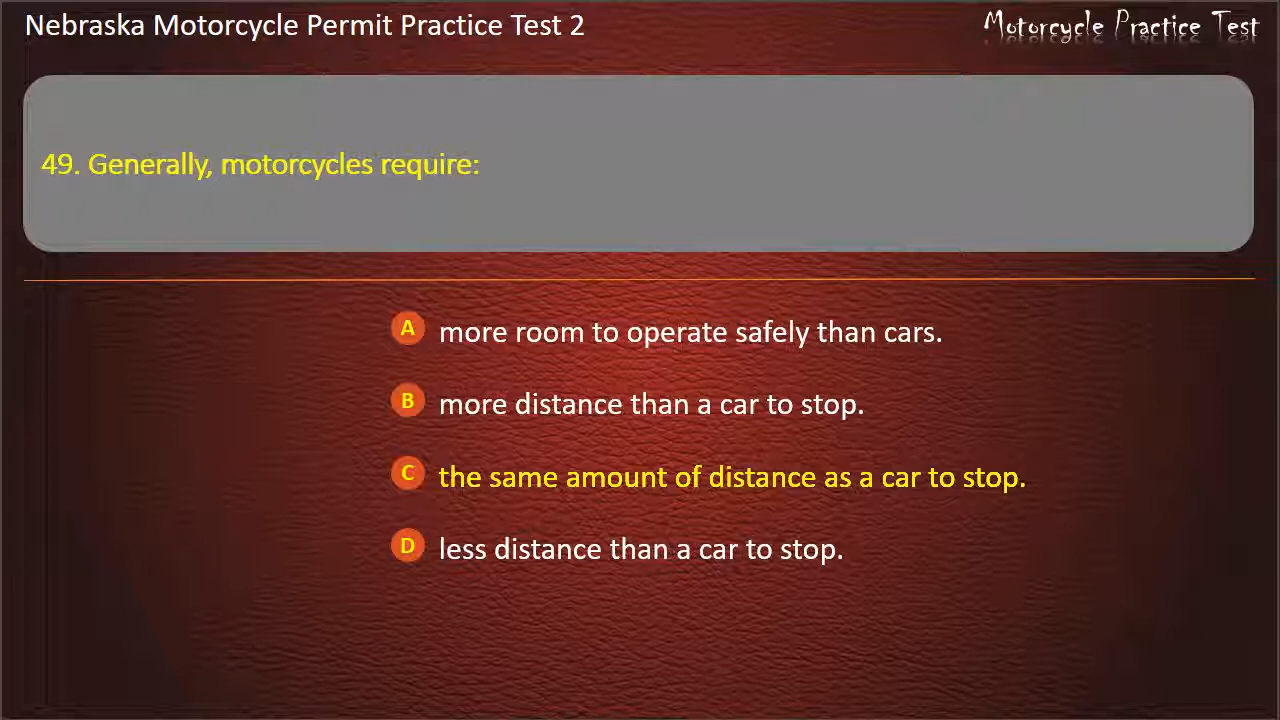 Nebraska Motorcycle Permit Practice Test 2
Motorcycle Practice Test
49. Generally, motorcycles require:
A more room to operate safely than cars.
B more distance than a car to stop.
C the same amount of distance as a car to stop.
D less distance than a car to stop.